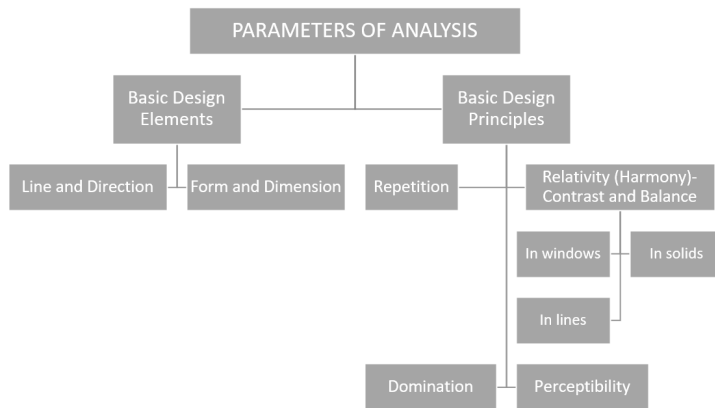 PARAMETERS OF ANALYSIS
Basic Design
Elements
Basic Design
Principles
Line and Direction
Form and Dimension
Repetition
Relativity (Harmony)-
Contrast and Balance
In windows
In solids
In lines
Domination
Perceptibility